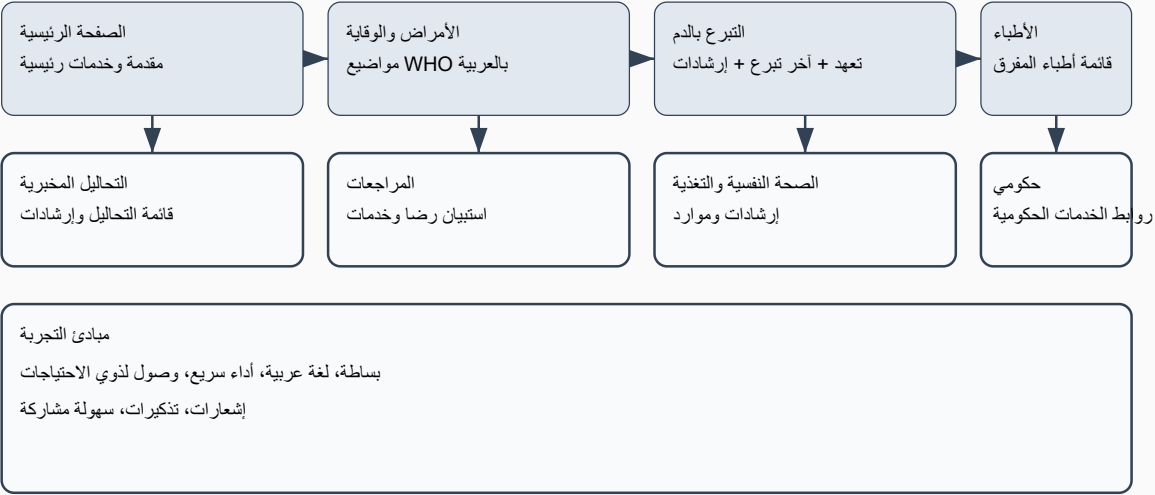 الصفحة الرئيسية
مقدمة وخدمات رئيسية
الأمراض والوقاية
مواضيع WHO بالعربية
التبرع بالدم
تعهد + آخر تبرع + إرشادات
الأطباء
قائمة أطباء المفرق
التحاليل المخبرية
قائمة التحاليل وإرشادات
المراجعات
استبيان رضا وخدمات
الصحة النفسية والتغذية
إرشادات وموارد
حكومي
روابط الخدمات الحكومية
مبادئ التجربة
بساطة، لغة عربية، أداء سريع، وصول لذوي الاحتياجات
إشعارات، تذكيرات، سهولة مشاركة